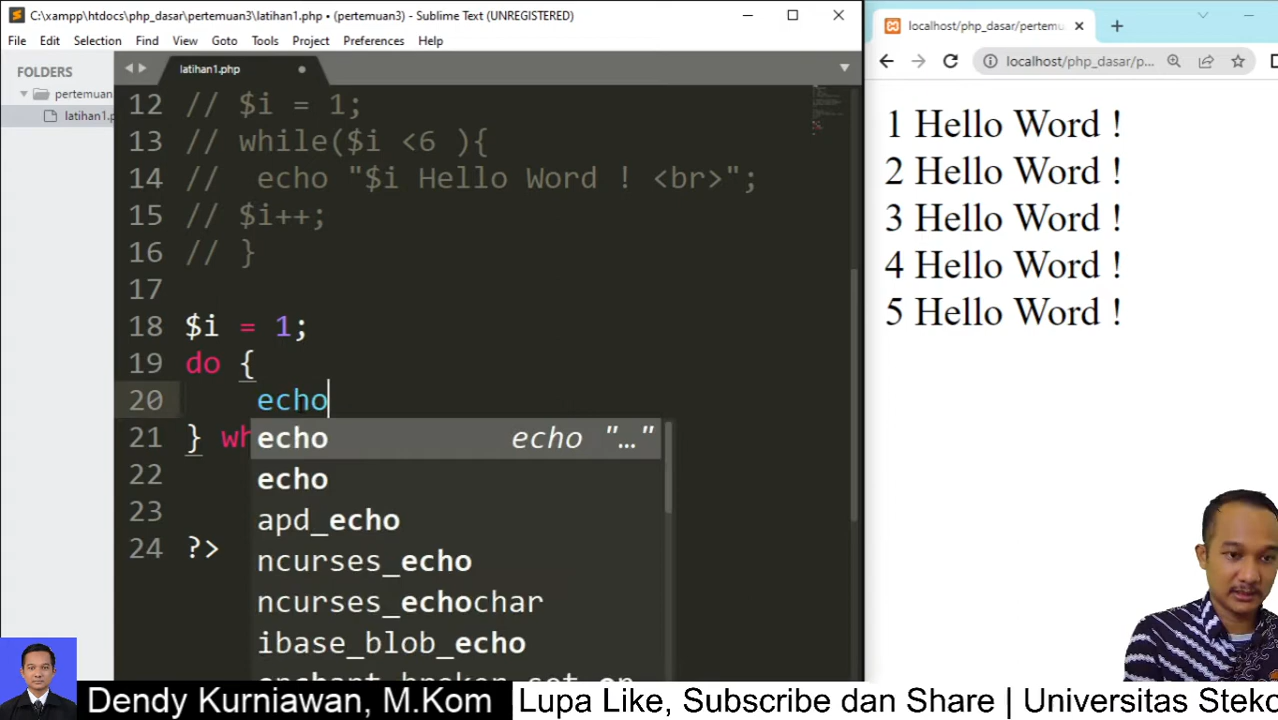 C:\xampp\htdocs\php_dasar\pertemuan3\latihan1.php • (pertemuan3) - Sublime Text (UNREGISTERED)
File Edit Selection Find View Goto Tools Project Preferences Help
FOLDERS
pertemuan
latihan1.p
latihan1.php
12 // $i = 1;
13 // while($i <6 ){
14 //  echo "$i Hello Word ! <br>";
15 // $i++;
16 // }
17
18 $i = 1;
19 do {
20     echo
21 } wh
22
23
24 ?>
echo echo "…"
echo
apd_echo
ncurses_echo
ncurses_echochar
ibase_blob_echo
localhost/php_dasar/pertemu
localhost/php_dasar/p...
1 Hello Word !
2 Hello Word !
3 Hello Word !
4 Hello Word !
5 Hello Word !
Dendy Kurniawan, M.Kom
Lupa Like, Subscribe dan Share | Universitas Steko